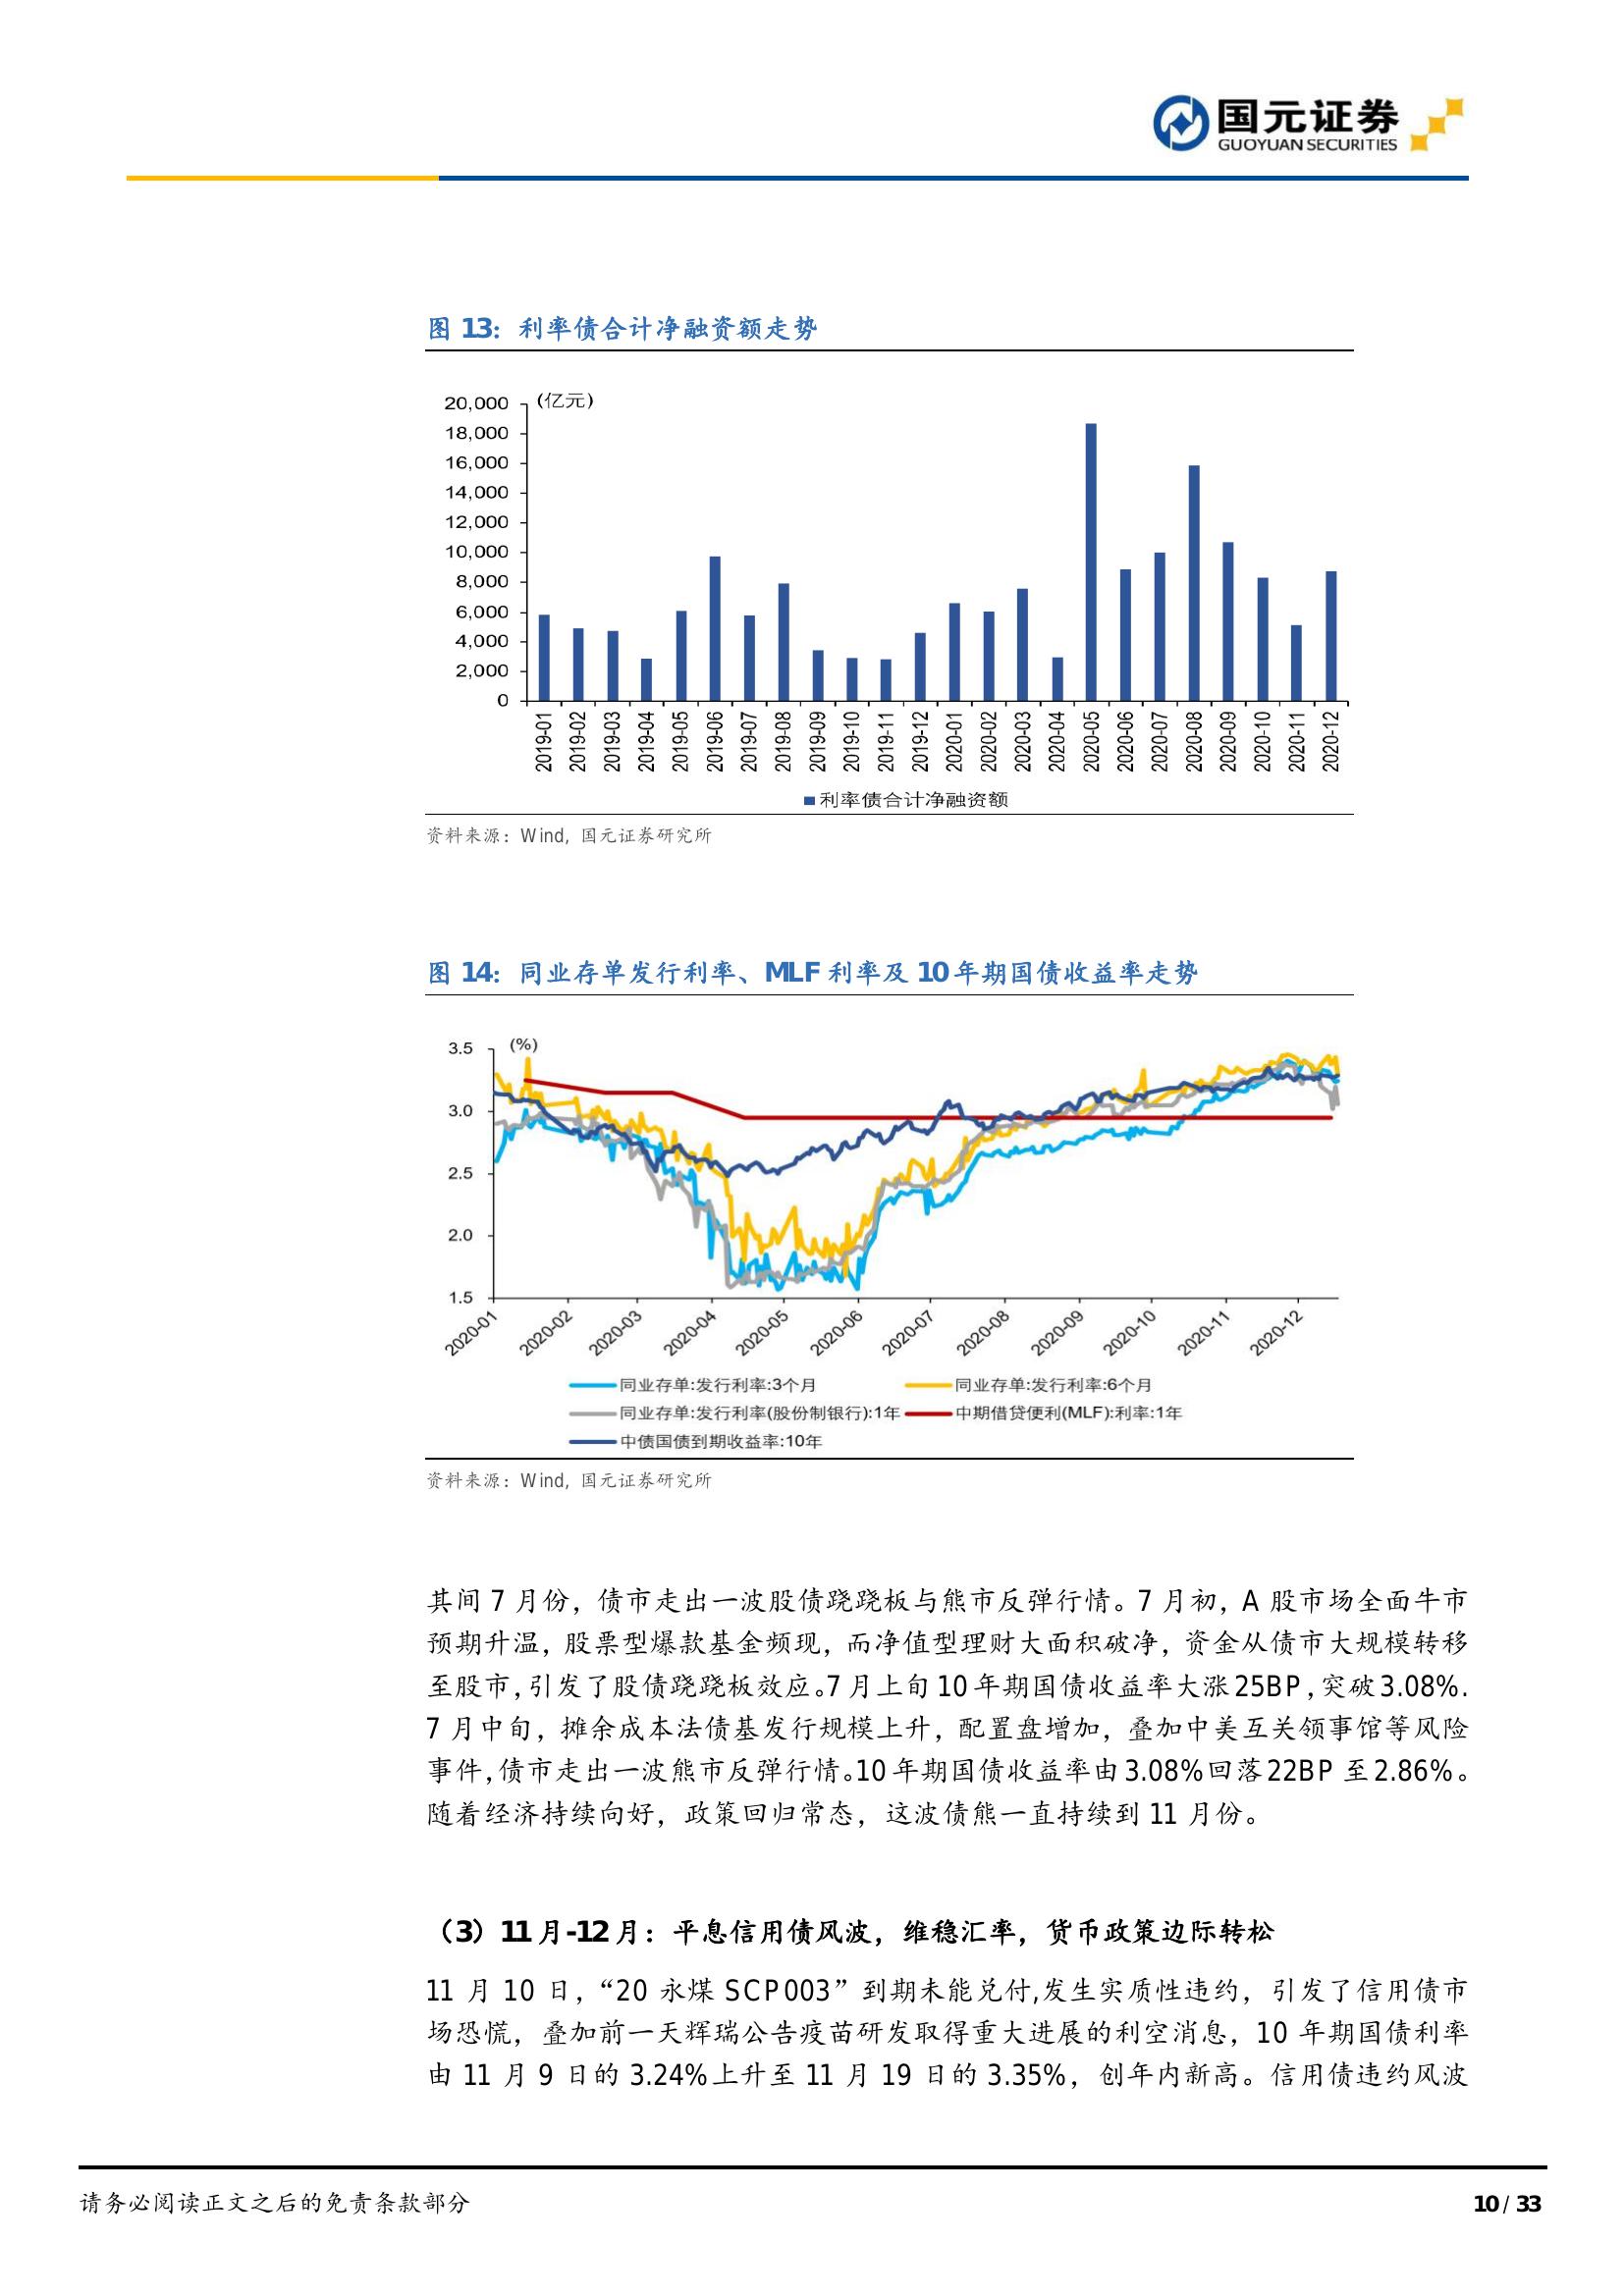 国元证券
GUOYUAN SECURITIES
图 13：利率债合计净融资额走势
(亿元)
20,000
18,000
16,000
14,000
12,000
10,000
8,000
6,000
4,000
2,000
0
2019-01 2019-02 2019-03 2019-04 2019-05 2019-06 2019-07 2019-08 2019-09 2019-10 2019-11 2019-12 2020-01 2020-02 2020-03 2020-04 2020-05 2020-06 2020-07 2020-08 2020-09 2020-10 2020-11 2020-12
利率债合计净融资额
资料来源：Wind，国元证券研究所
图 14：同业存单发行利率、MLF 利率及 10 年期国债收益率走势
(%)
3.5
3.0
2.5
2.0
1.5
2020-01 2020-02 2020-03 2020-04 2020-05 2020-06 2020-07 2020-08 2020-09 2020-10 2020-11 2020-12
同业存单:发行利率:3个月 同业存单:发行利率:6个月
同业存单:发行利率(股份制银行):1年 中期借贷便利(MLF):利率:1年
中债国债到期收益率:10年
资料来源：Wind，国元证券研究所
其间 7 月份，债市走出一波股债跷跷板与熊市反弹行情。7 月初，A 股市场全面牛市
预期升温，股票型爆款基金频现，而净值型理财大面积破净，资金从债市大规模转移
至股市，引发了股债跷跷板效应。7 月上旬 10 年期国债收益率大涨 25BP，突破 3.08%.
7 月中旬，摊余成本法债基发行规模上升，配置盘增加，叠加中美互关领事馆等风险
事件，债市走出一波熊市反弹行情。10 年期国债收益率由 3.08%回落 22BP 至 2.86%。
随着经济持续向好，政策回归常态，这波债熊一直持续到 11 月份。
（3）11 月-12 月：平息信用债风波，维稳汇率，货币政策边际转松
11 月 10 日，“20 永煤 SCP003”到期未能兑付,发生实质性违约，引发了信用债市
场恐慌，叠加前一天辉瑞公告疫苗研发取得重大进展的利空消息，10 年期国债利率
由 11 月 9 日的 3.24%上升至 11 月 19 日的 3.35%，创年内新高。信用债违约风波
请务必阅读正文之后的免责条款部分
10 / 33